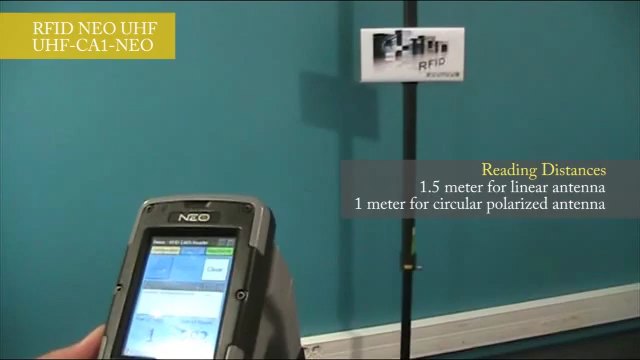 RFID NEO UHF
UHF-CA1-NEO
RFID
Reading Distances
1.5 meter for linear antenna
1 meter for circular polarized antenna
NEO
Clear